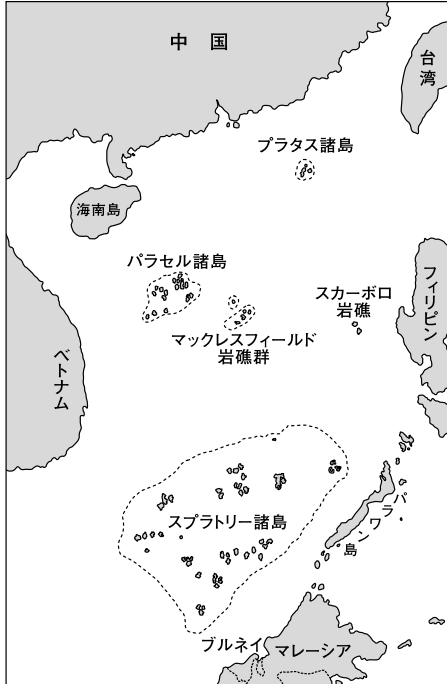 中国
台湾
プラタス諸島
海南島
パラセル諸島
スカーボロ
岩礁
フィリピン
マックレスフィールド
岩礁群
ベトナム
スプラトリー諸島
パラワン島
ブルネイ
マレーシア